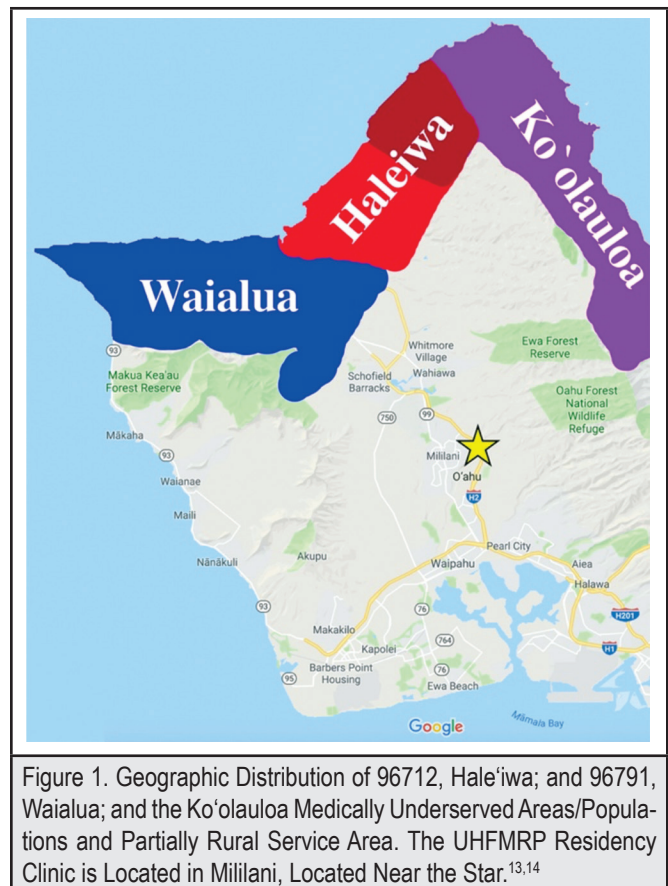 Haleiwa
Ko`olauloa
Waialua
93
Makua Kea'au
Forest Reserve
Whitmore
Village
Wahiawa
Schofield
Barracks
Ewa Forest
Reserve
Oahu Forest
National
Wildlife
Refuge
750
99
Mākaha
93
Waianae
Mililani
O'ahu
H2
Maili
Nānākuli
Akupu
Pearl City
Waipahu
Aiea
Halawa
93
76
H201
Makakilo
764
H1
Kapolei
95
Barbers Point
Housing
76
Ewa Beach
Google
Māmala Bay
Figure 1. Geographic Distribution of 96712, Hale‘iwa; and 96791,
Waialua; and the Ko‘olauloa Medically Underserved Areas/Popula-
tions and Partially Rural Service Area. The UHFMRP Residency
Clinic is Located in Mililani, Located Near the Star.13,14